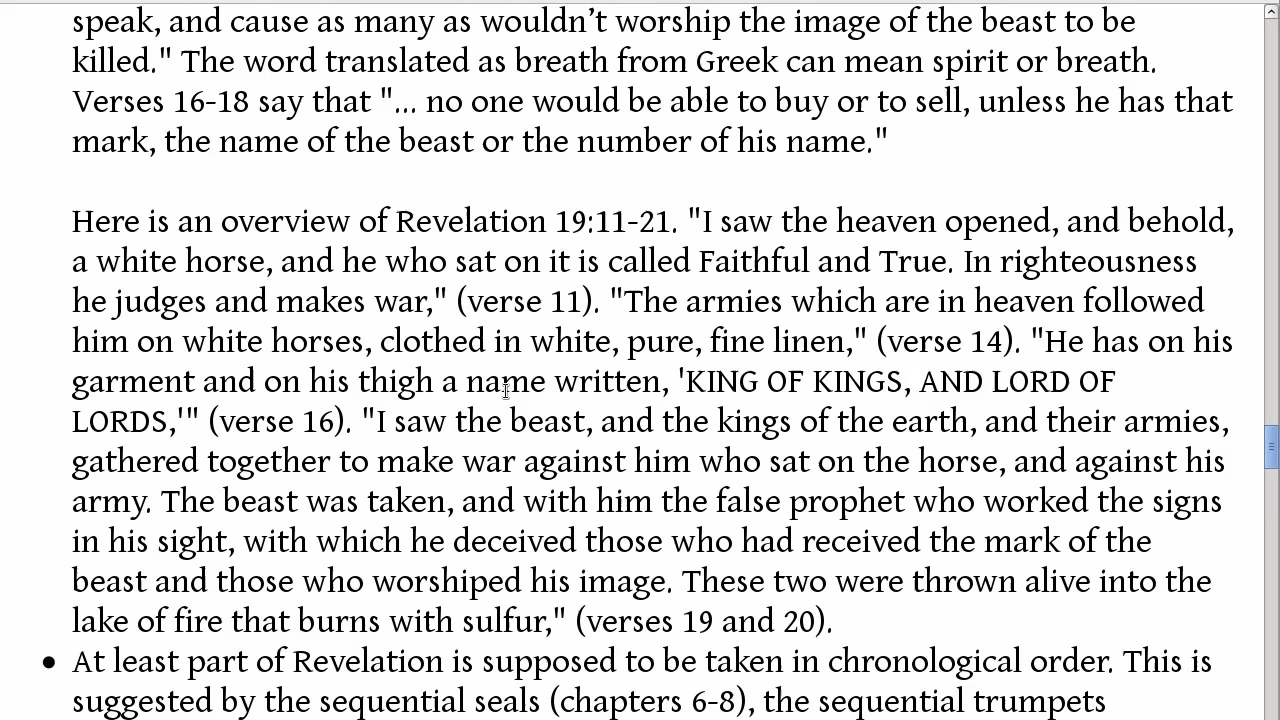 speak, and cause as many as wouldn’t worship the image of the beast to be
killed." The word translated as breath from Greek can mean spirit or breath.
Verses 16-18 say that "... no one would be able to buy or to sell, unless he has that
mark, the name of the beast or the number of his name."
Here is an overview of Revelation 19:11-21. "I saw the heaven opened, and behold,
a white horse, and he who sat on it is called Faithful and True. In righteousness
he judges and makes war," (verse 11). "The armies which are in heaven followed
him on white horses, clothed in white, pure, fine linen," (verse 14). "He has on his
garment and on his thigh a name written, 'KING OF KINGS, AND LORD OF
LORDS,'" (verse 16). "I saw the beast, and the kings of the earth, and their armies,
gathered together to make war against him who sat on the horse, and against his
army. The beast was taken, and with him the false prophet who worked the signs
in his sight, with which he deceived those who had received the mark of the
beast and those who worshiped his image. These two were thrown alive into the
lake of fire that burns with sulfur," (verses 19 and 20).
• At least part of Revelation is supposed to be taken in chronological order. This is
suggested by the sequential seals (chapters 6-8), the sequential trumpets